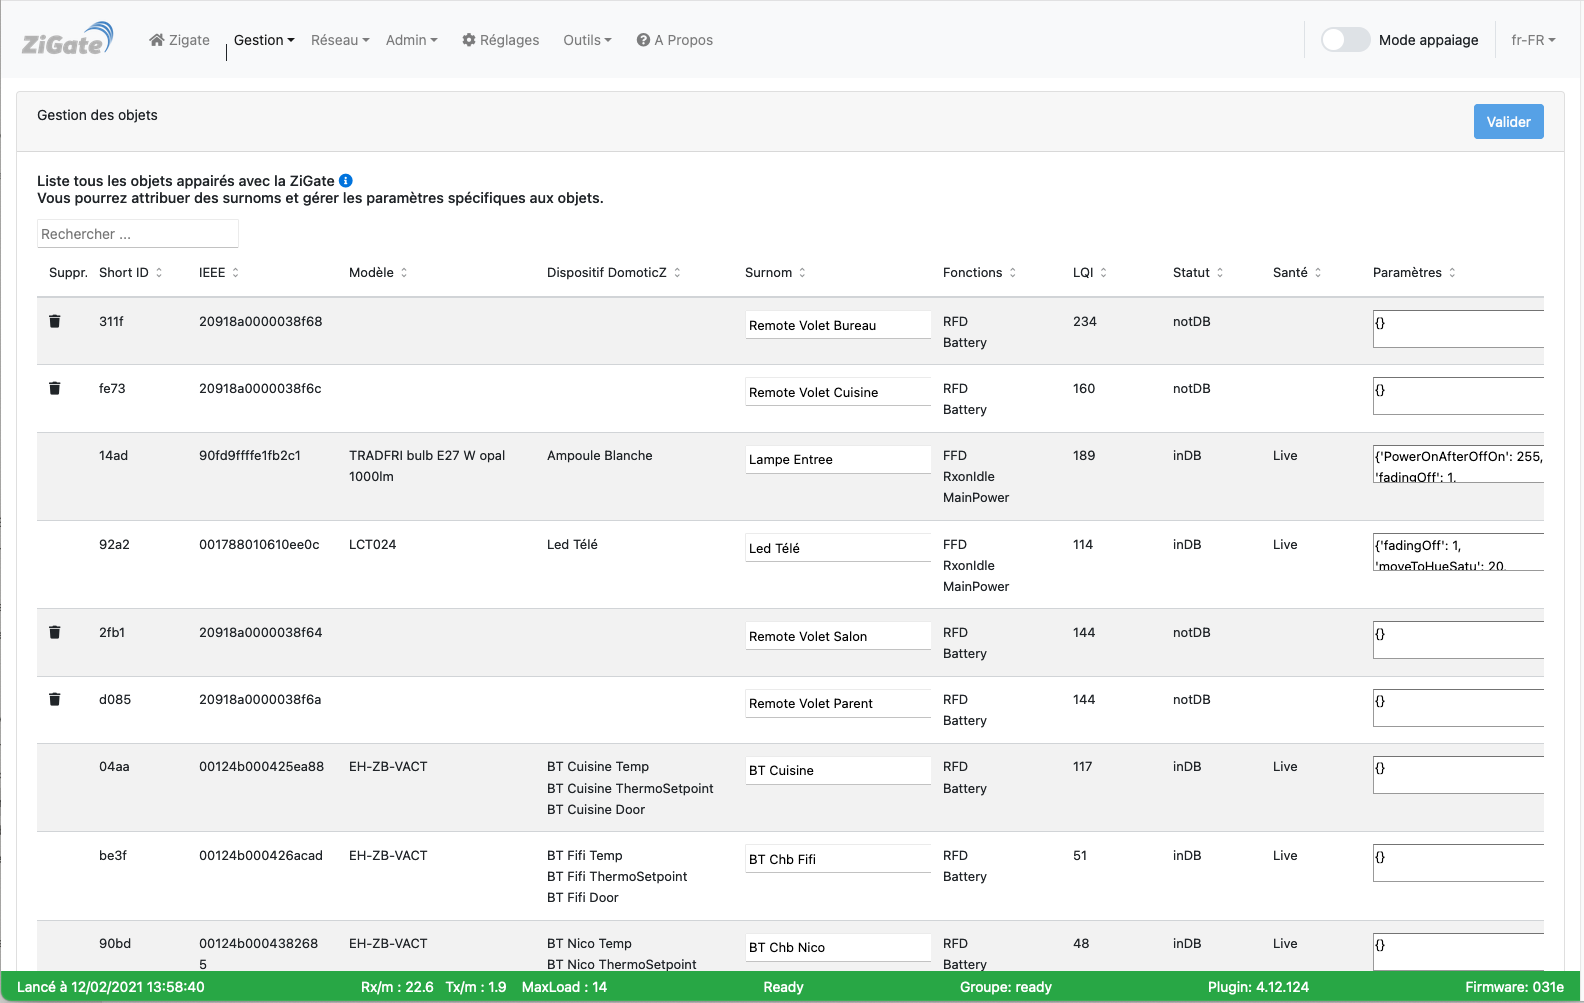 ZiGate
Zigate
Gestion
Réseau
Admin
Réglages
Outils
A Propos
Mode appaiage
fr-FR
Gestion des objets
Valider
Liste tous les objets appairés avec la ZiGate
Vous pourrez attribuer des surnoms et gérer les paramètres spécifiques aux objets.
Rechercher ...
Suppr. Short ID IEEE Modèle Dispositif DomoticZ Surnom Fonctions LQI Statut Santé Paramètres
311f 20918a0000038f68 Remote Volet Bureau RFD 234 notDB {}
Battery
fe73 20918a0000038f6c Remote Volet Cuisine RFD 160 notDB {}
Battery
14ad 90fd9ffffe1fb2c1 TRADFRI bulb E27 W opal Ampoule Blanche Lampe Entree FFD 189 inDB Live {'PowerOnAfterOffOn': 255,
1000lm RxonIdle 'fadingOff': 1,
MainPower
92a2 001788010610ee0c LCT024 Led Télé Led Télé FFD 114 inDB Live {'fadingOff': 1,
RxonIdle 'moveToHueSatu': 20,
MainPower
2fb1 20918a0000038f64 Remote Volet Salon RFD 144 notDB {}
Battery
d085 20918a0000038f6a Remote Volet Parent RFD 144 notDB {}
Battery
04aa 00124b000425ea88 EH-ZB-VACT BT Cuisine Temp BT Cuisine RFD 117 inDB Live {}
BT Cuisine ThermoSetpoint Battery
BT Cuisine Door
be3f 00124b000426acad EH-ZB-VACT BT Fifi Temp BT Chb Fifi RFD 51 inDB Live {}
BT Fifi ThermoSetpoint Battery
BT Fifi Door
90bd 00124b000438268 EH-ZB-VACT BT Nico Temp BT Chb Nico RFD 48 inDB Live {}
5 BT Nico ThermoSetpoint Battery
Lancé à 12/02/2021 13:58:40 Rx/m : 22.6 Tx/m : 1.9 MaxLoad : 14 Ready Groupe: ready Plugin: 4.12.124 Firmware: 031e